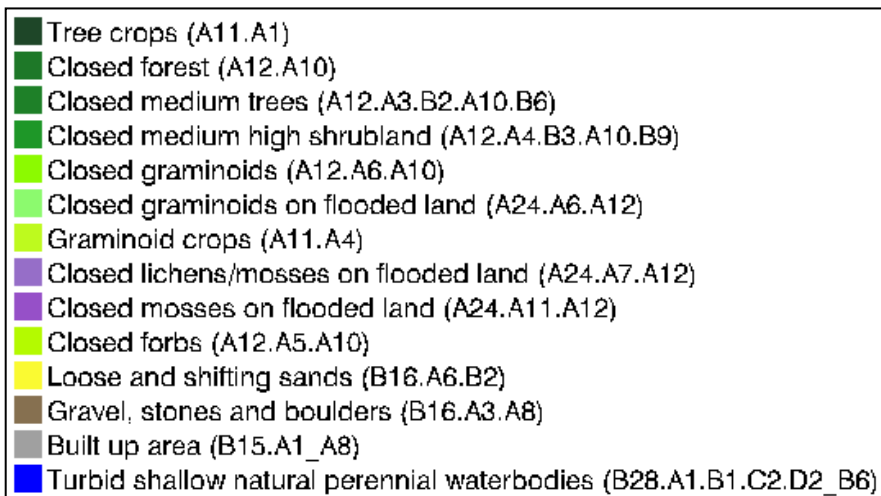 Tree crops (A11.A1)
Closed forest (A12.A10)
Closed medium trees (A12.A3.B2.A10.B6)
Closed medium high shrubland (A12.A4.B3.A10.B9)
Closed graminoids (A12.A6.A10)
Closed graminoids on flooded land (A24.A6.A12)
Graminoid crops (A11.A4)
Closed lichens/mosses on flooded land (A24.A7.A12)
Closed mosses on flooded land (A24.A11.A12)
Closed forbs (A12.A5.A10)
Loose and shifting sands (B16.A6.B2)
Gravel, stones and boulders (B16.A3.A8)
Built up area (B15.A1_A8)
Turbid shallow natural perennial waterbodies (B28.A1.B1.C2.D2_B6)